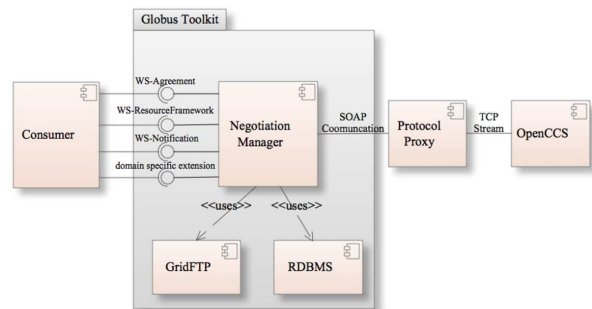 Globus Toolkit
WS-Agreement
WS-ResourceFramework
WS-Notification
domain specific extension
Consumer
Negotiation
Manager
SOAP
Coomuncation
Protocol
Proxy
TCP
Stream
OpenCCS
<<uses>>
<<uses>>
GridFTP
RDBMS